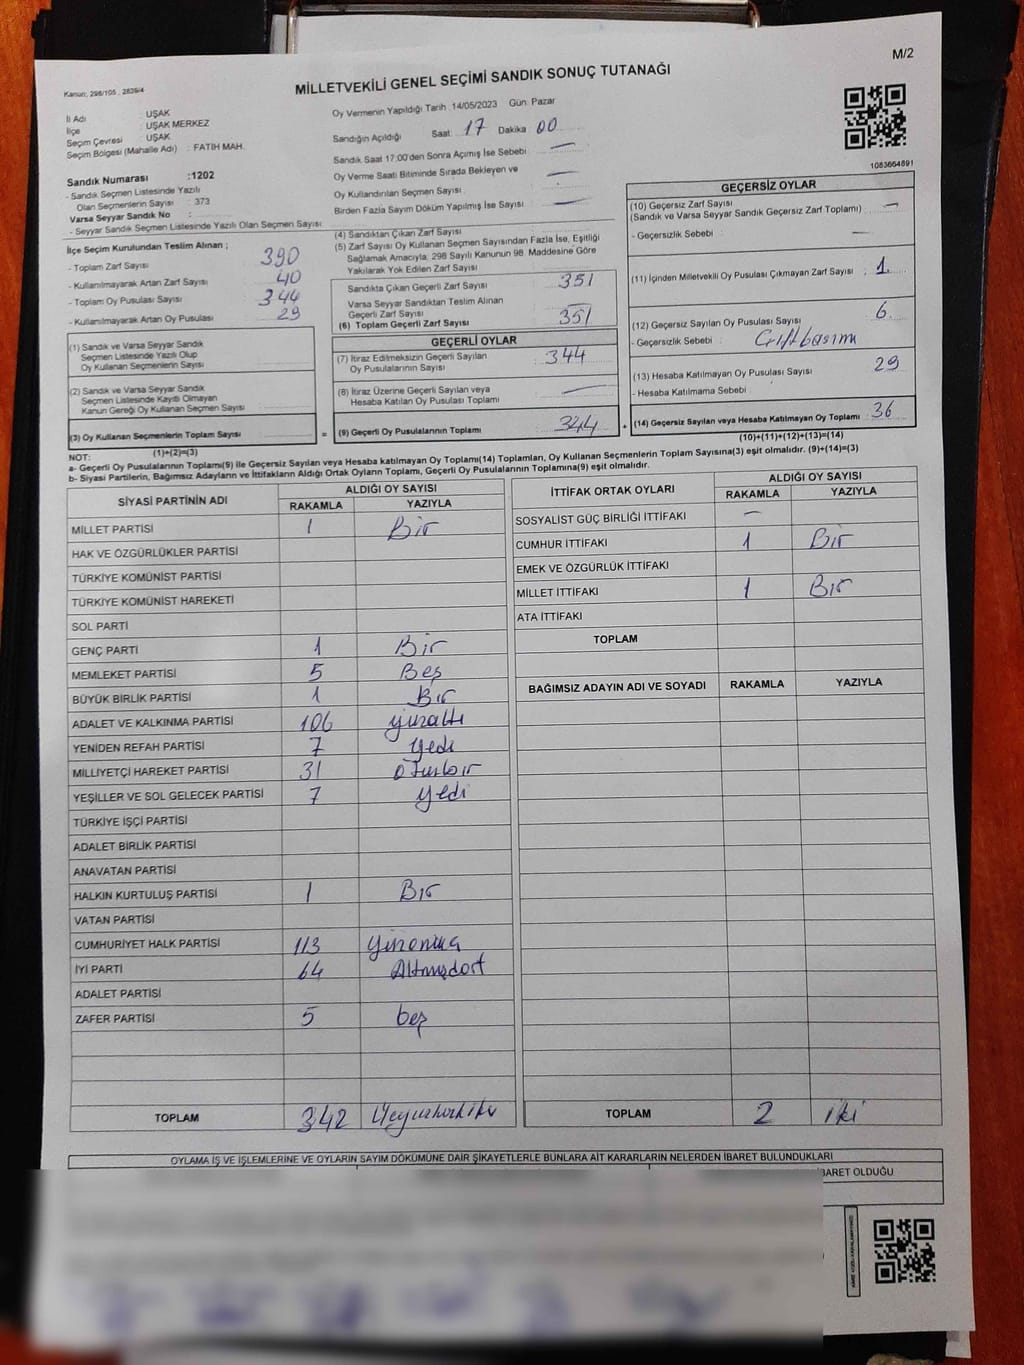 M/2
Kanun; 298/105 , 2839/4
MİLLETVEKİLİ GENEL SEÇİMİ SANDIK SONUÇ TUTANAĞI
İl Adı : UŞAK
İlçe : UŞAK MERKEZ
Seçim Çevresi : UŞAK
Seçim Bölgesi (Mahalle Adı) : FATİH MAH.
Sandık Numarası :1202
- Sandık Seçmen Listesinde Yazılı
Olan Seçmenlerin Sayısı : 373
Varsa Seyyar Sandık No :
- Seyyar Sandık Seçmen Listesinde Yazılı Olan Seçmen Sayısı :
Oy Vermenin Yapıldığı Tarih :14/05/2023 Gün: Pazar
Sandığın Açıldığı Saat: 17 Dakika 00
Sandık Saat 17:00'den Sonra Açımış İse Sebebi : —
Oy Verme Saati Bitiminde Sırada Bekleyen ve
Oy Kullandırılan Seçmen Sayısı : —
Birden Fazla Sayım Döküm Yapılmış İse Sayısı : —
1083664891
İlçe Seçim Kurulundan Teslim Alınan ;
- Toplam Zarf Sayısı : 390
- Kullanılmayarak Artan Zarf Sayısı : 40
- Toplam Oy Pusulası Sayısı : 344
- Kullanılmayarak Artan Oy Pusulası : 29
(1) Sandık ve Varsa Seyyar Sandık
Seçmen Listesinde Yazılı Olup
Oy Kullanan Seçmenlerin Sayısı :
(2) Sandık ve Varsa Seyyar Sandık
Seçmen Listesinde Kayıtlı Olmayan
Kanun Gereği Oy Kullanan Seçmen Sayısı :
(3) Oy Kullanan Seçmenlerin Toplam Sayısı :
(1)+(2)=(3)
(4) Sandıktan Çıkan Zarf Sayısı :
(5) Zarf Sayısı Oy Kullanan Seçmen Sayısından Fazla İse, Eşitliği
Sağlamak Amacıyla; 298 Sayılı Kanunun 98. Maddesine Göre
Yakılarak Yok Edilen Zarf Sayısı :
Sandıkta Çıkan Geçerli Zarf Sayısı : 351
Varsa Seyyar Sandıktan Teslim Alınan
Geçerli Zarf Sayısı :
(6) Toplam Geçerli Zarf Sayısı : 351
GEÇERLİ OYLAR
(7) İtiraz Edilmeksizin Geçerli Sayılan
Oy Pusulasının Sayısı : 344
(8) İtiraz Üzerine Geçerli Sayılan veya
Hesaba Katılan Oy Pusulası Toplamı : —
= (9) Geçerli Oy Pusulalarının Toplamı : 344 +
GEÇERSİZ OYLAR
(10) Geçersiz Zarf Sayısı
(Sandık ve Varsa Seyyar Sandık Geçersiz Zarf Toplamı) : —
- Geçersizlik Sebebi : —
(11) İçinden Milletvekili Oy Pusulası Çıkmayan Zarf Sayısı : 1
(12) Geçersiz Sayılan Oy Pusulası Sayısı : 6
- Geçersizlik Sebebi : Çiftbasım
(13) Hesaba Katılmayan Oy Pusulası Sayısı : 29
- Hesaba Katılmama Sebebi :
(14) Geçersiz Sayılan veya Hesaba Katılmayan Oy Toplamı : 36
(10)+(11)+(12)+(13)=(14)
NOT:
a- Geçerli Oy Pusulalarının Toplamı(9) ile Geçersiz Sayılan veya Hesaba katılmayan Oy Toplamı(14) Toplamları, Oy Kullanan Seçmenlerin Toplam Sayısına(3) eşit olmalıdır. (9)+(14)=(3)
b- Siyasi Partilerin, Bağımsız Adayların ve İttifakların Aldığı Ortak Oyların Toplamı, Geçerli Oy Pusulalarının Toplamına(9) eşit olmalıdır.
SİYASİ PARTİNİN ADI ALDIĞI OY SAYISI
RAKAMLA YAZIYLA
MİLLET PARTİSİ 1 Bir
HAK VE ÖZGÜRLÜKLER PARTİSİ
TÜRKİYE KOMÜNİST PARTİSİ
TÜRKİYE KOMÜNİST HAREKETİ
SOL PARTİ
GENÇ PARTİ 1 Bir
MEMLEKET PARTİSİ 5 Beş
BÜYÜK BİRLİK PARTİSİ 1 Bir
ADALET VE KALKINMA PARTİSİ 106 yüzaltı
YENİDEN REFAH PARTİSİ 7 Yedi
MİLLİYETÇİ HAREKET PARTİSİ 31 oTuzbir
YEŞİLLER VE SOL GELECEK PARTİSİ 7 yedi
TÜRKİYE İŞÇİ PARTİSİ
ADALET BİRLİK PARTİSİ
ANAVATAN PARTİSİ
HALKIN KURTULUŞ PARTİSİ 1 Bir
VATAN PARTİSİ
CUMHURİYET HALK PARTİSİ 113
İYİ PARTİ 64 Altmışdört
ADALET PARTİSİ
ZAFER PARTİSİ 5 beş
TOPLAM 342 Üçyüzkırkiki
İTTİFAK ORTAK OYLARI ALDIĞI OY SAYISI
RAKAMLA YAZIYLA
SOSYALİST GÜÇ BİRLİĞİ İTTİFAKI —
CUMHUR İTTİFAKI 1 Bir
EMEK VE ÖZGÜRLÜK İTTİFAKI
MİLLET İTTİFAKI 1 Bir
ATA İTTİFAKI
TOPLAM
BAĞIMSIZ ADAYIN ADI VE SOYADI RAKAMLA YAZIYLA
TOPLAM 2 iki
OYLAMA İŞ VE İŞLEMLERİNE VE OYLARIN SAYIM DÖKÜMÜNE DAİR ŞİKAYETLERLE BUNLARA AİT KARARLARIN NELERDEN İBARET BULUNDUKLARI
İBARET OLDUĞU